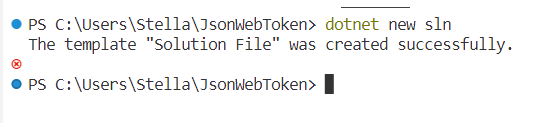 PS C:\Users\Stella\JsonWebToken> dotnet new sln
The template "Solution File" was created successfully.
PS C:\Users\Stella\JsonWebToken>